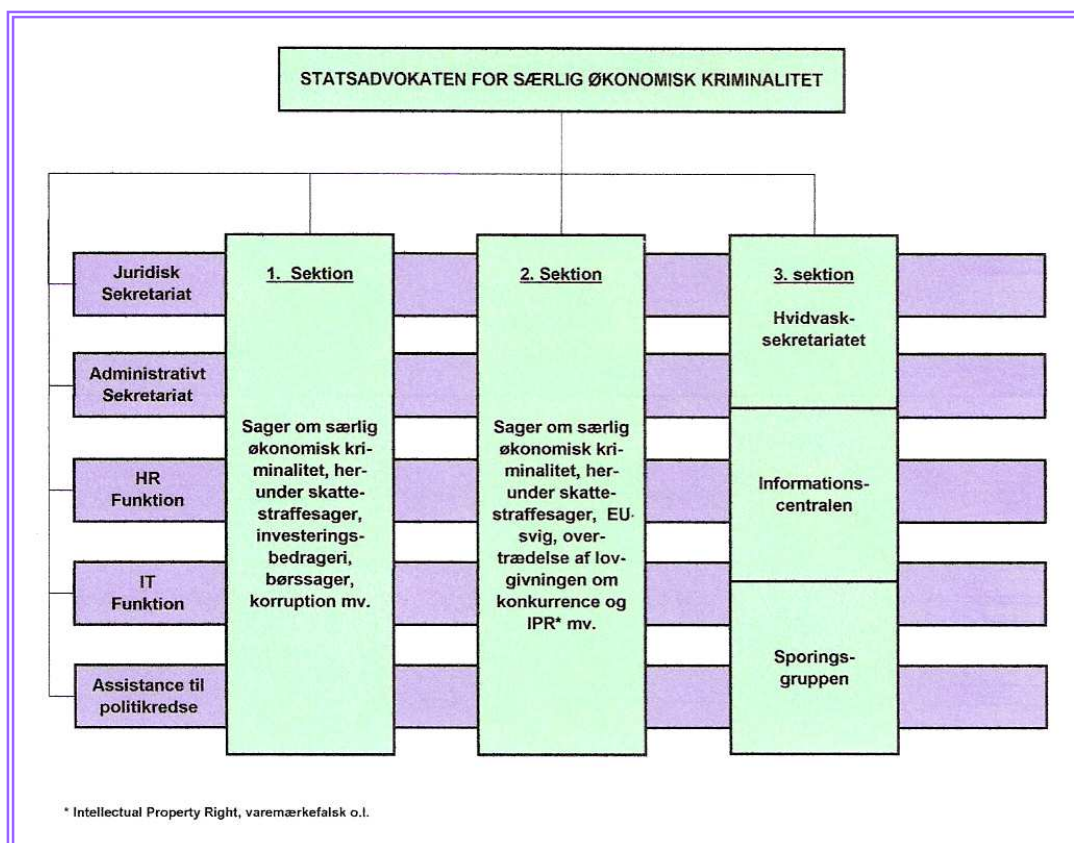 STATSADVOKATEN FOR SÆRLIG ØKONOMISK KRIMINALITET
Juridisk
Sekretariat
Administrativt
Sekretariat
HR
Funktion
IT
Funktion
Assistance til
politikredse
1. Sektion
Sager om særlig
økonomisk kri-
minalitet, her-
under skatte-
straffesager,
investerings-
bedrageri,
børssager,
korruption mv.
2. Sektion
Sager om særlig
økonomisk kri-
minalitet, her-
under skatte-
straffesager, EU-
svig, over-
trædelse af lov-
givningen om
konkurrence og
IPR* mv.
3. sektion
Hvidvask-
sekretariatet
Informations-
centralen
Sporings-
gruppen
* Intellectual Property Right, varemærkefalsk o.l.